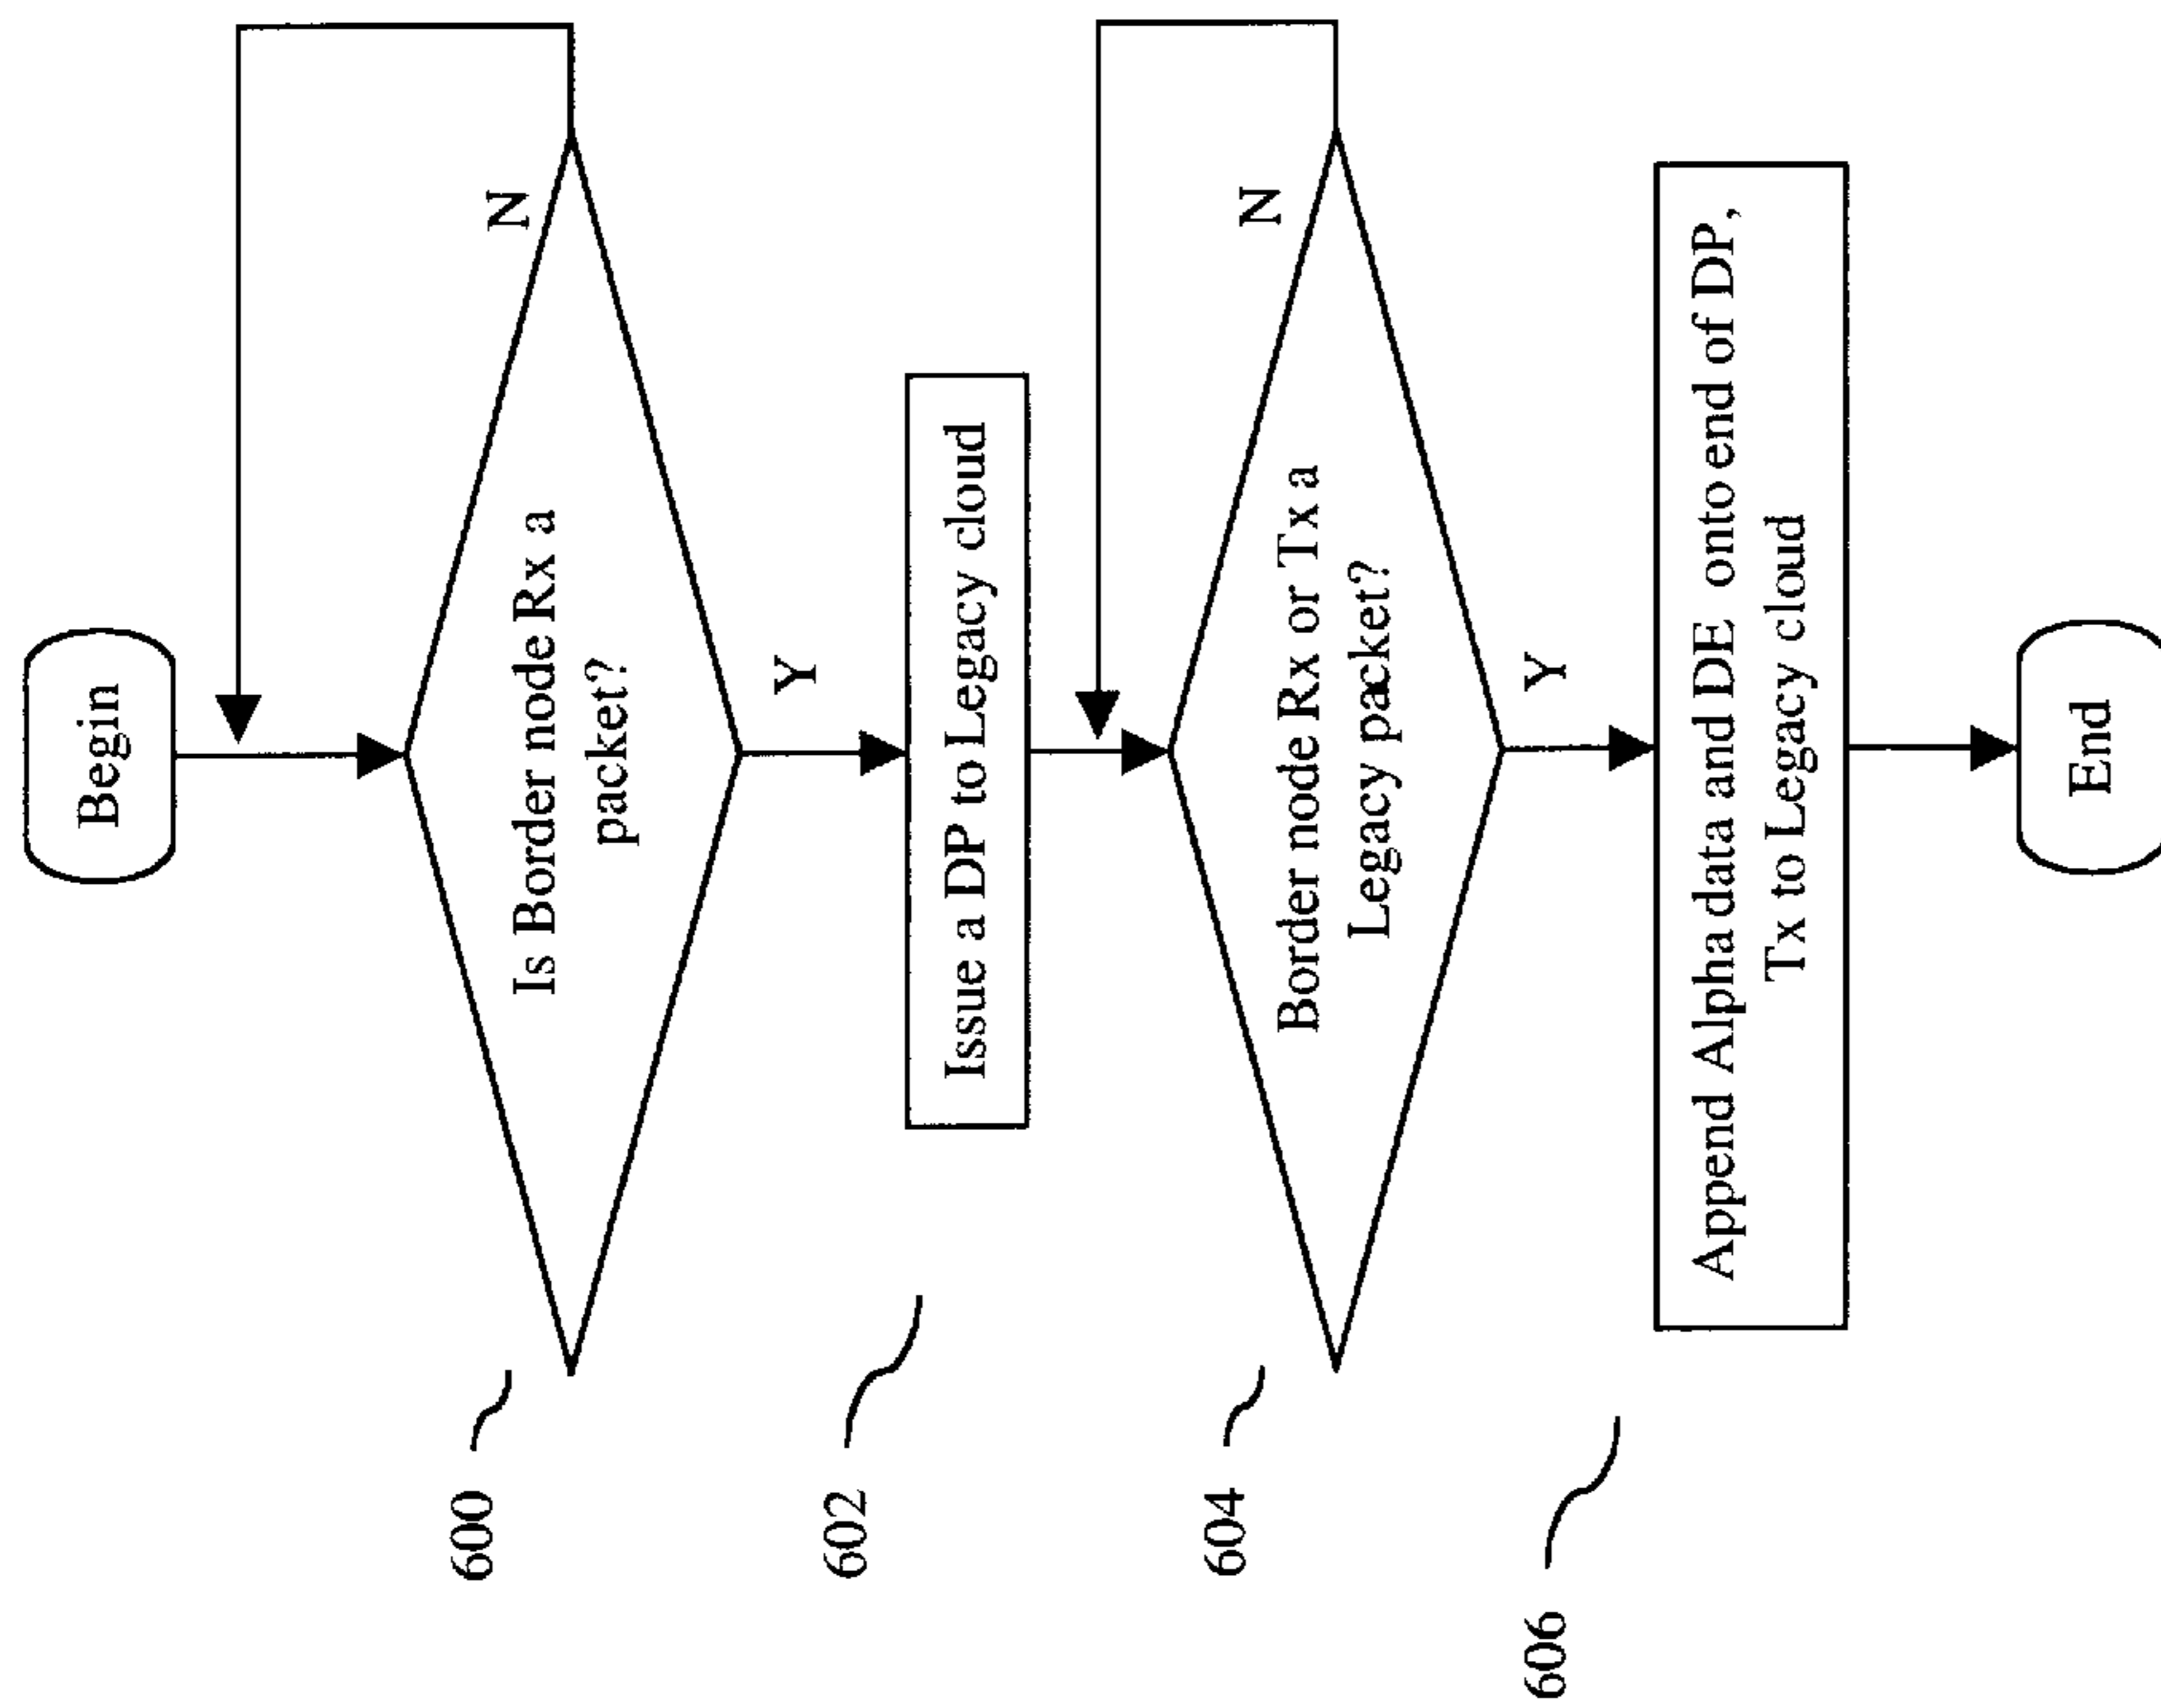 Begin
600
Is Border node Rx a
packet?
N
Y
602
Issue a DP to Legacy cloud
604
Border node Rx or Tx a
Legacy packet?
N
Y
606
Append Alpha data and DE onto end of DP,
Tx to Legacy cloud
End